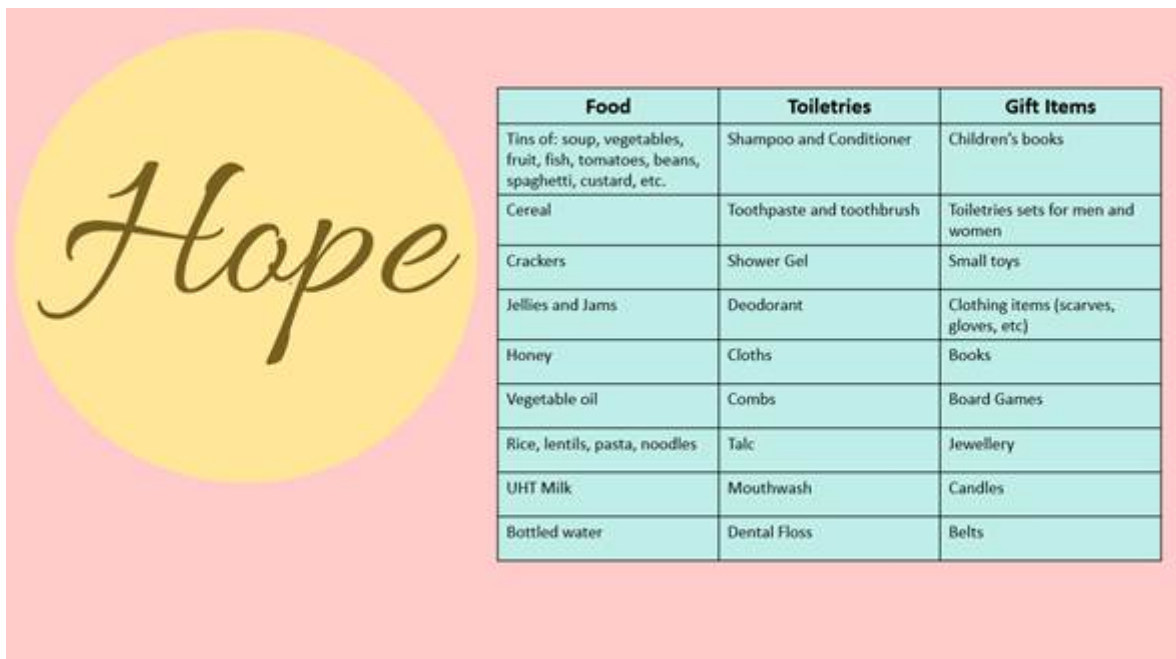 Hope
Food
Toiletries
Gift Items
Tins of: soup, vegetables,
fruit, fish, tomatoes, beans,
spaghetti, custard, etc.
Shampoo and Conditioner
Children's books
Cereal
Toothpaste and toothbrush
Toiletries sets for men and
women
Crackers
Shower Gel
Small toys
Jellies and Jams
Deodorant
Clothing items (scarves,
gloves, etc)
Honey
Cloths
Books
Vegetable oil
Combs
Board Games
Rice, lentils, pasta, noodles
Talc
Jewellery
UHT Milk
Mouthwash
Candles
Bottled water
Dental Floss
Belts